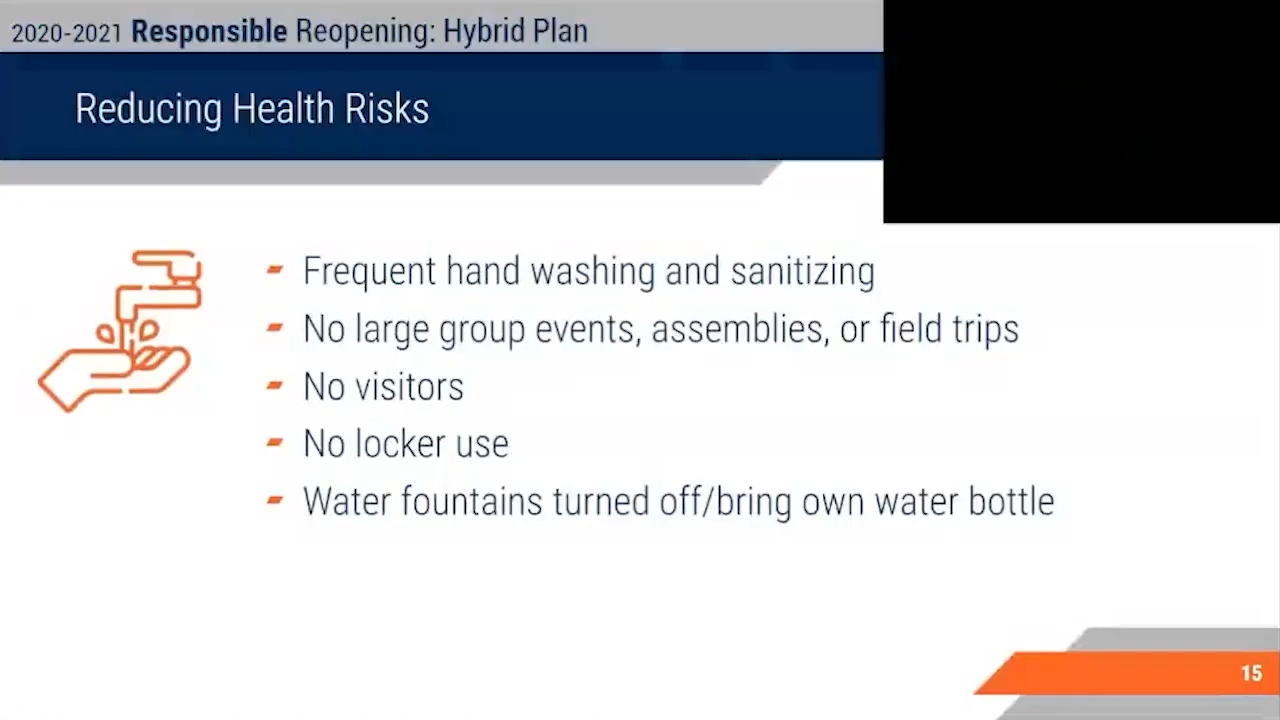 2020-2021 Responsible Reopening: Hybrid Plan
Reducing Health Risks
Frequent hand washing and sanitizing
No large group events, assemblies, or field trips
No visitors
No locker use
Water fountains turned off/bring own water bottle
15